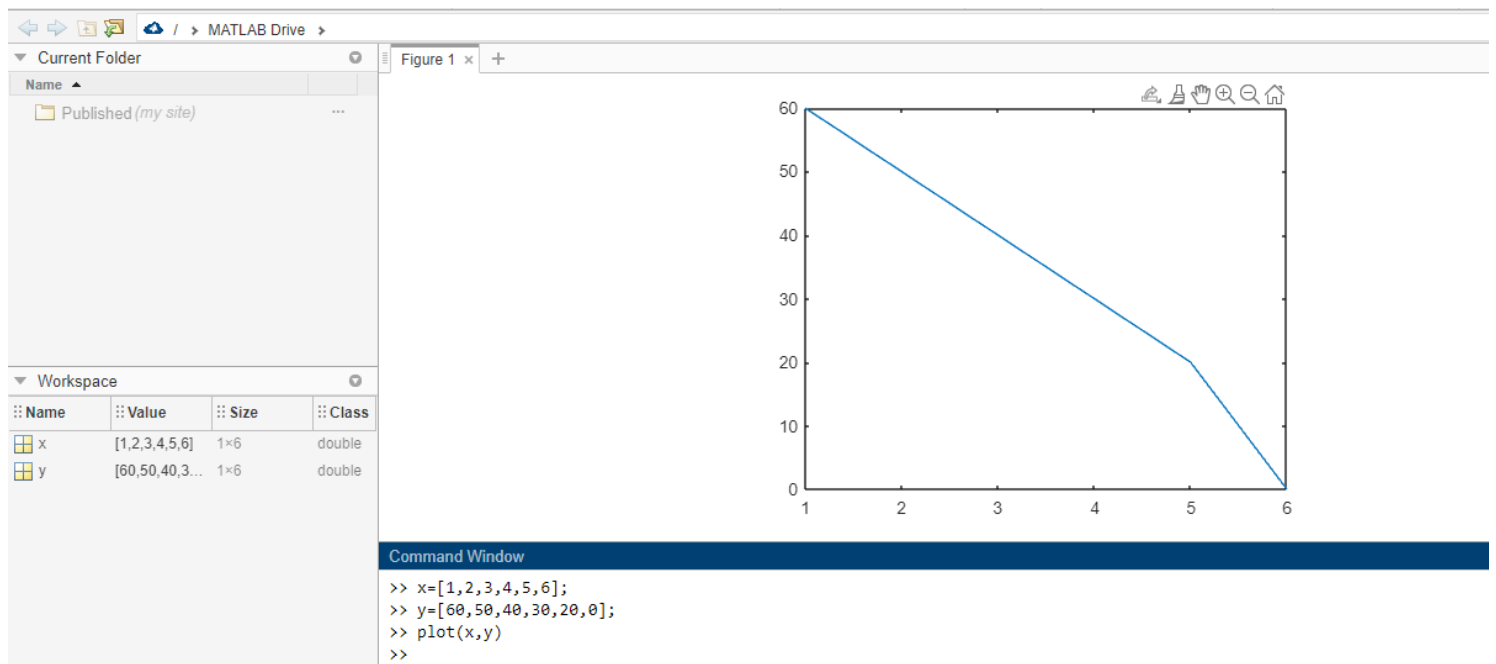 / > MATLAB Drive >
Current Folder
Name
Published (my site)
Workspace
Name Value Size Class
x [1,2,3,4,5,6] 1×6 double
y [60,50,40,3... 1×6 double
Figure 1 × +
60
50
40
30
20
10
0
1 2 3 4 5 6
Command Window
>> x=[1,2,3,4,5,6];
>> y=[60,50,40,30,20,0];
>> plot(x,y)
>>